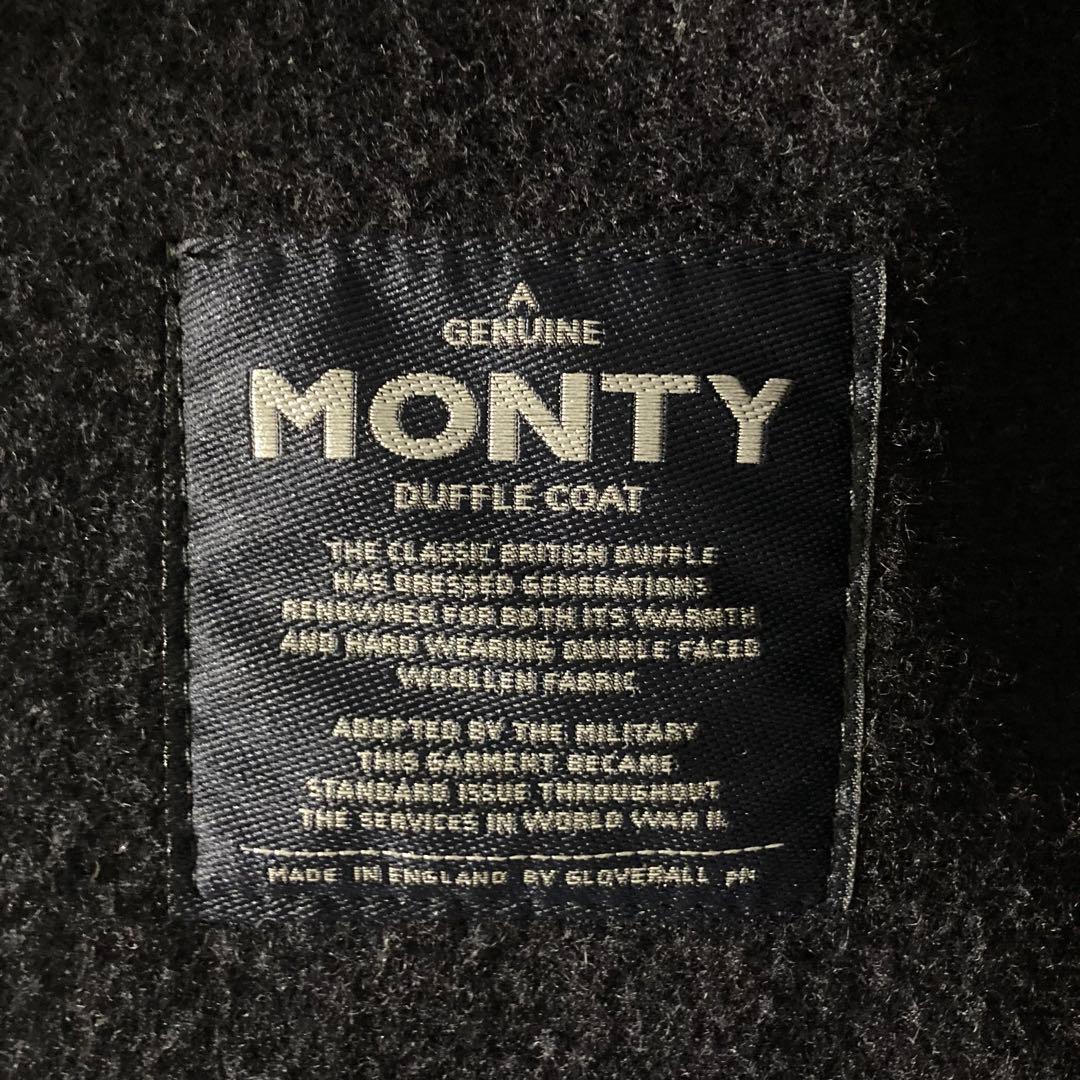 A
GENUINE
MONTY
DUFFLE COAT
THE CLASSIC BRITISH DUFFLE
HAS DRESSED GENERATIONS
RENOWNED FOR BOTH ITS WARMTH
AND HARD WEARING DOUBLE FACED
WOOLLEN FABRIC
ADOPTED BY THE MILITARY
THIS GARMENT BECAME
STANDARD ISSUE THROUGHOUT
THE SERVICES IN WORLD WAR II.
MADE IN ENGLAND BY GLOVERALL